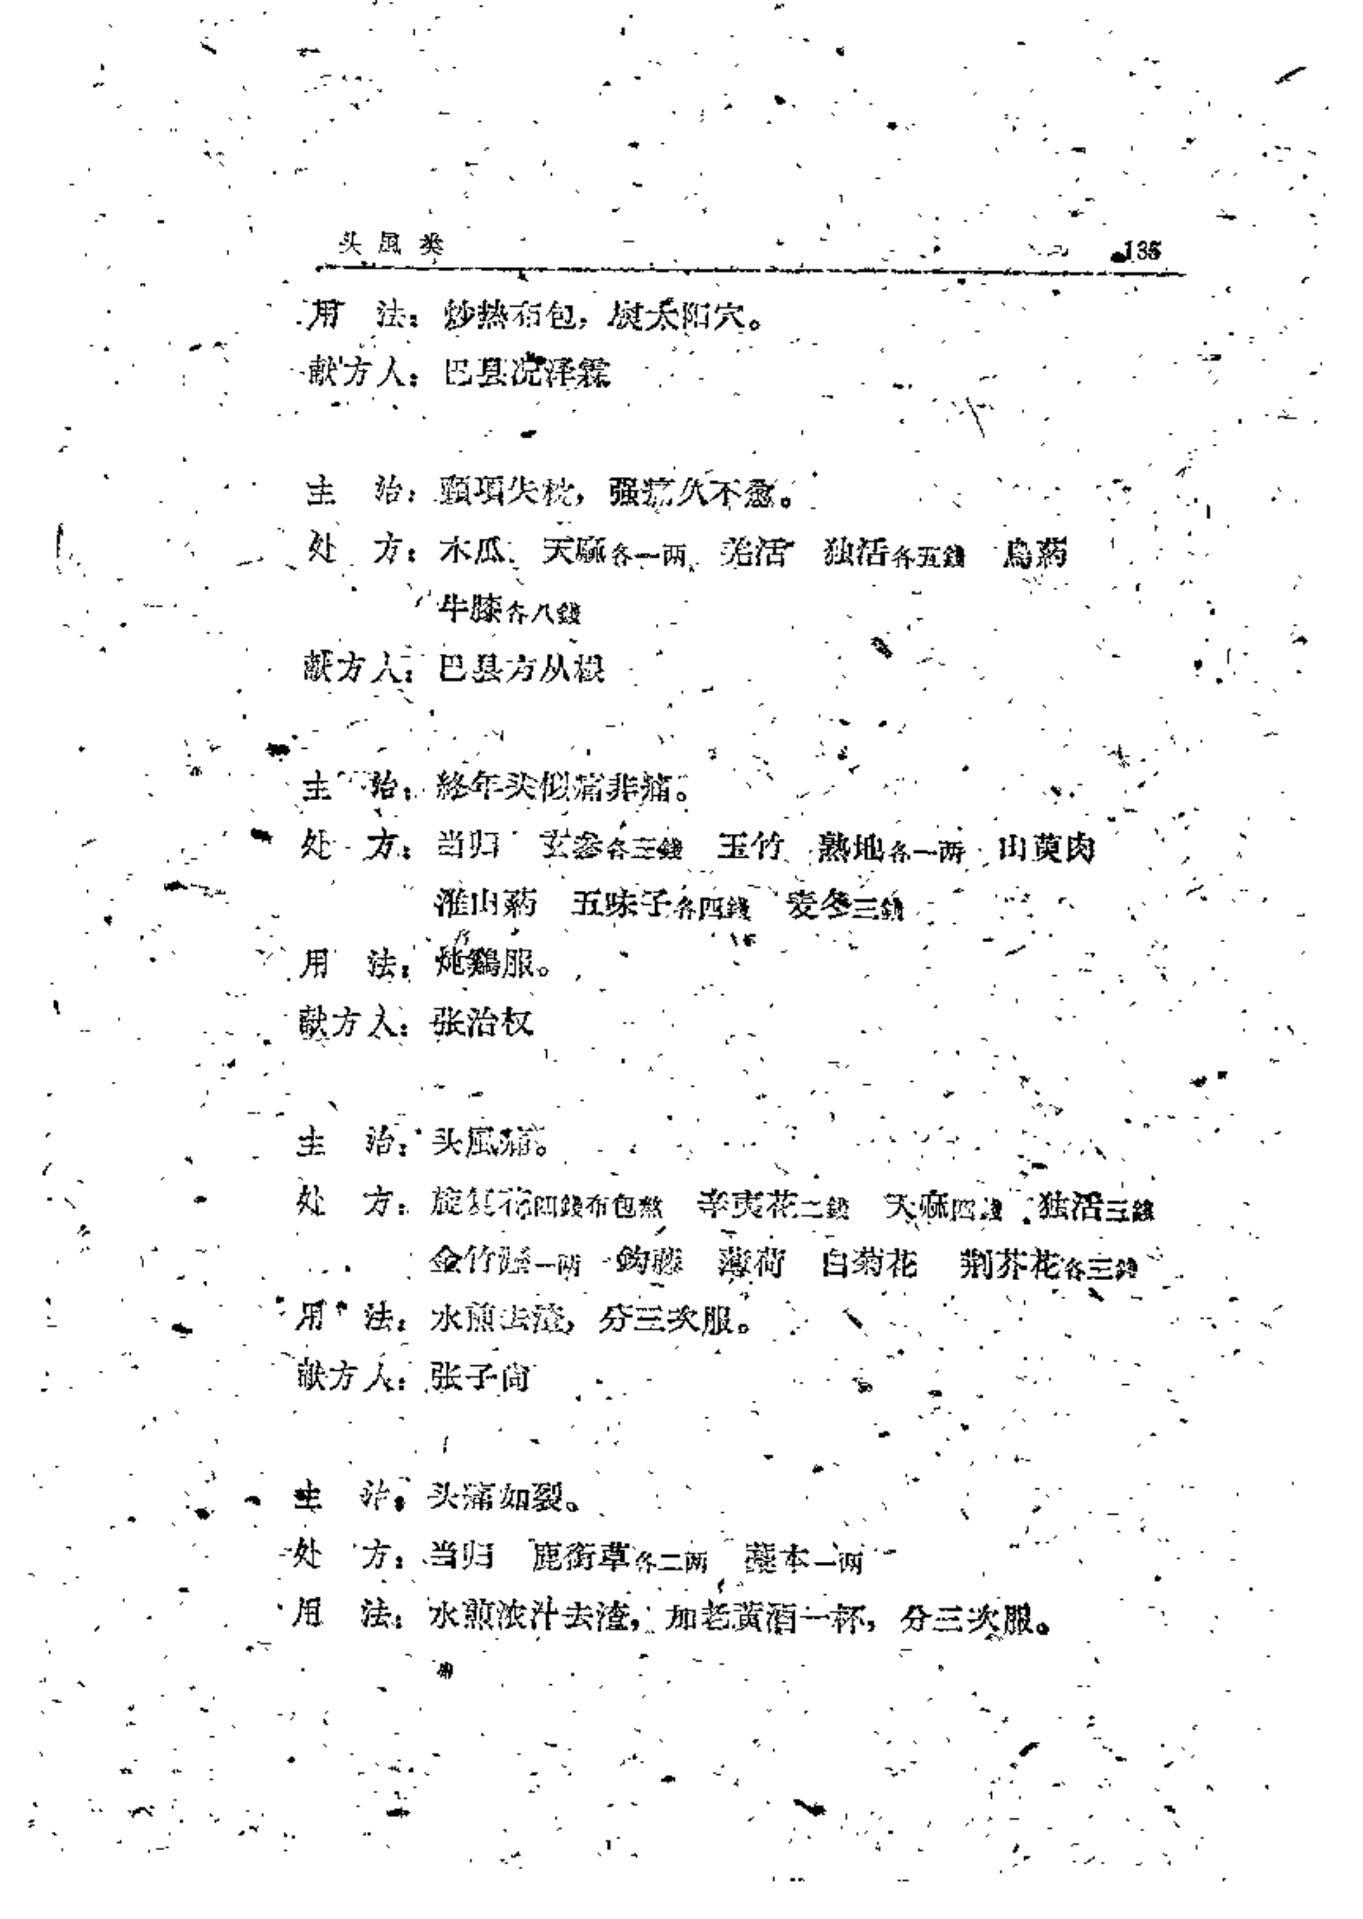 头風类 135
用 法：炒热布包，熨太阳穴。
献方人：巴县况泽霖
主 治：頸項失枕，强痛久不愈。
处 方：木瓜 天麻各一两 羌活 独活各五錢 烏葯
牛膝各八錢
献方人：巴县方从根
主 治：終年头似痛非痛。
处 方：当归 玄参各三錢 玉竹 熟地各一两 山萸肉
淮山葯 五味子各四錢 麦冬三錢
用 法：炖鷄服。
献方人：张治权
主 治：头風痛。
处 方：旋复花四錢布包熬 辛夷花二錢 天麻四錢 独活三錢
金竹 一两 鈎藤 薄荷 白菊花 荆芥花各三錢
用 法：水煎去渣，分三次服。
献方人：张子尚
主 治：头痛如裂。
处 方：当归 鹿衔草各二两 藁本一两
用 法：水煎浓汁去渣，加老黄酒一杯，分三次服。